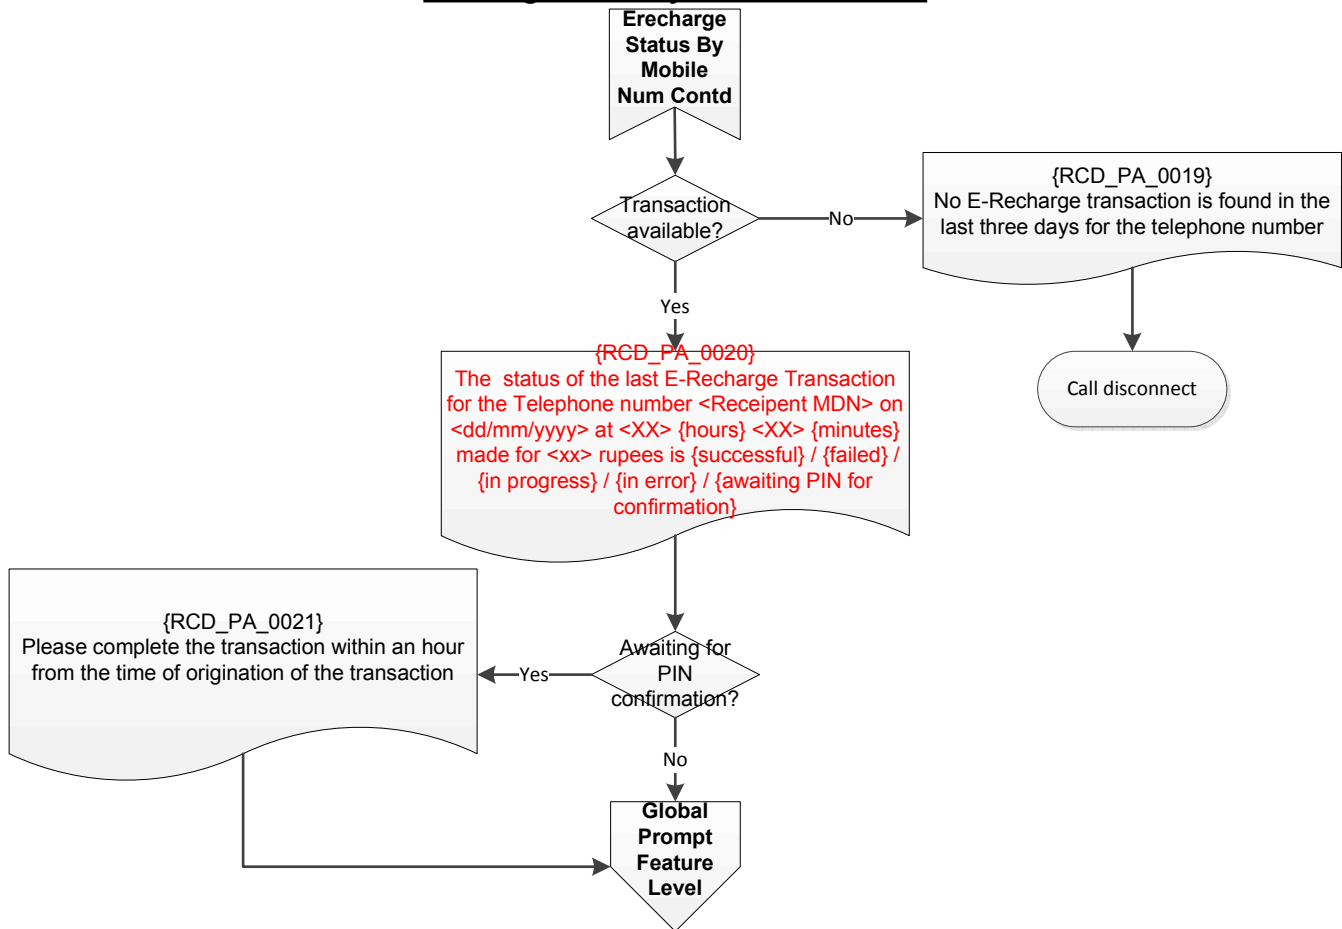 Erecharge
Status By
Mobile
Num Contd
Transaction
available?
No
{RCD_PA_0019}
No E-Recharge transaction is found in the
last three days for the telephone number
Yes
Call disconnect
{RCD_PA_0020}
The status of the last E-Recharge Transaction
for the Telephone number <Receipent MDN> on
<dd/mm/yyyy> at <XX> {hours} <XX> {minutes}
made for <xx> rupees is {successful} / {failed} /
{in progress} / {in error} / {awaiting PIN for
confirmation}
Awaiting for
PIN
confirmation?
Yes
{RCD_PA_0021}
Please complete the transaction within an hour
from the time of origination of the transaction
No
Global
Prompt
Feature
Level